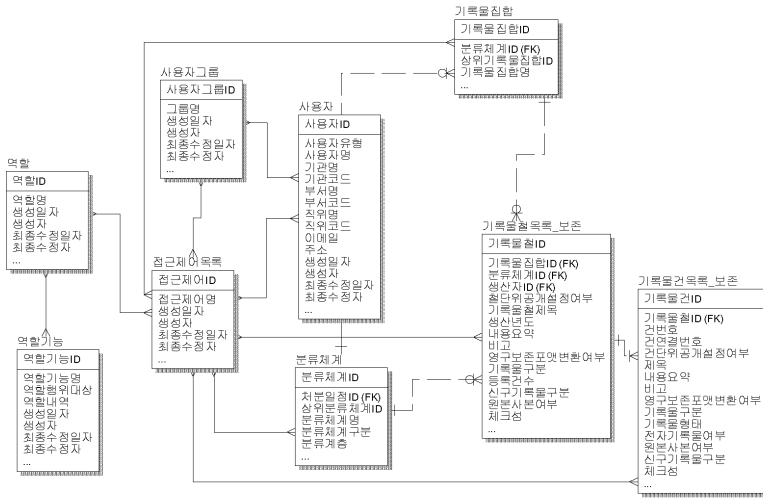 기록물집합
기록물집합ID
분류체계ID (FK)
상위기록물집합ID
기록물집합명
...
사용자그룹
사용자그룹ID
그룹명
생성일자
생성자
최종수정일자
최종수정자
...
사용자
사용자ID
사용자유형
사용자명
기관명
기관코드
부서명
부서코드
직위명
직위코드
이메일
주소
생성일자
생성자
최종수정일자
최종수정자
...
역할
역할ID
역할명
생성일자
생성자
최종수정일자
최종수정자
...
접근제어목록
접근제어ID
접근제어명
생성일자
생성자
최종수정일자
최종수정자
...
기록물철목록_보존
기록물철ID
기록물집합ID (FK)
분류체계ID (FK)
생산자ID (FK)
철단위공개설정여부
기록물철제목
생산년도
내용요약
비고
영구보존포맷변환여부
기록물구분
등록건수
신구기록물구분
원본사본여부
체크섬
...
기록물건목록_보존
기록물건ID
기록물철ID (FK)
건번호
건연결번호
건단위공개설정여부
제목
내용요약
비고
영구보존포맷변환여부
기록물구분
기록물형태
전자기록물여부
원본사본여부
신구기록물구분
체크섬
...
역할기능
역할기능ID
역할기능명
역할행위대상
역할내역
생성일자
생성자
최종수정일자
최종수정자
...
분류체계
분류체계ID
처분일정ID (FK)
상위분류체계ID
분류체계명
분류체계구분
분류계층
...